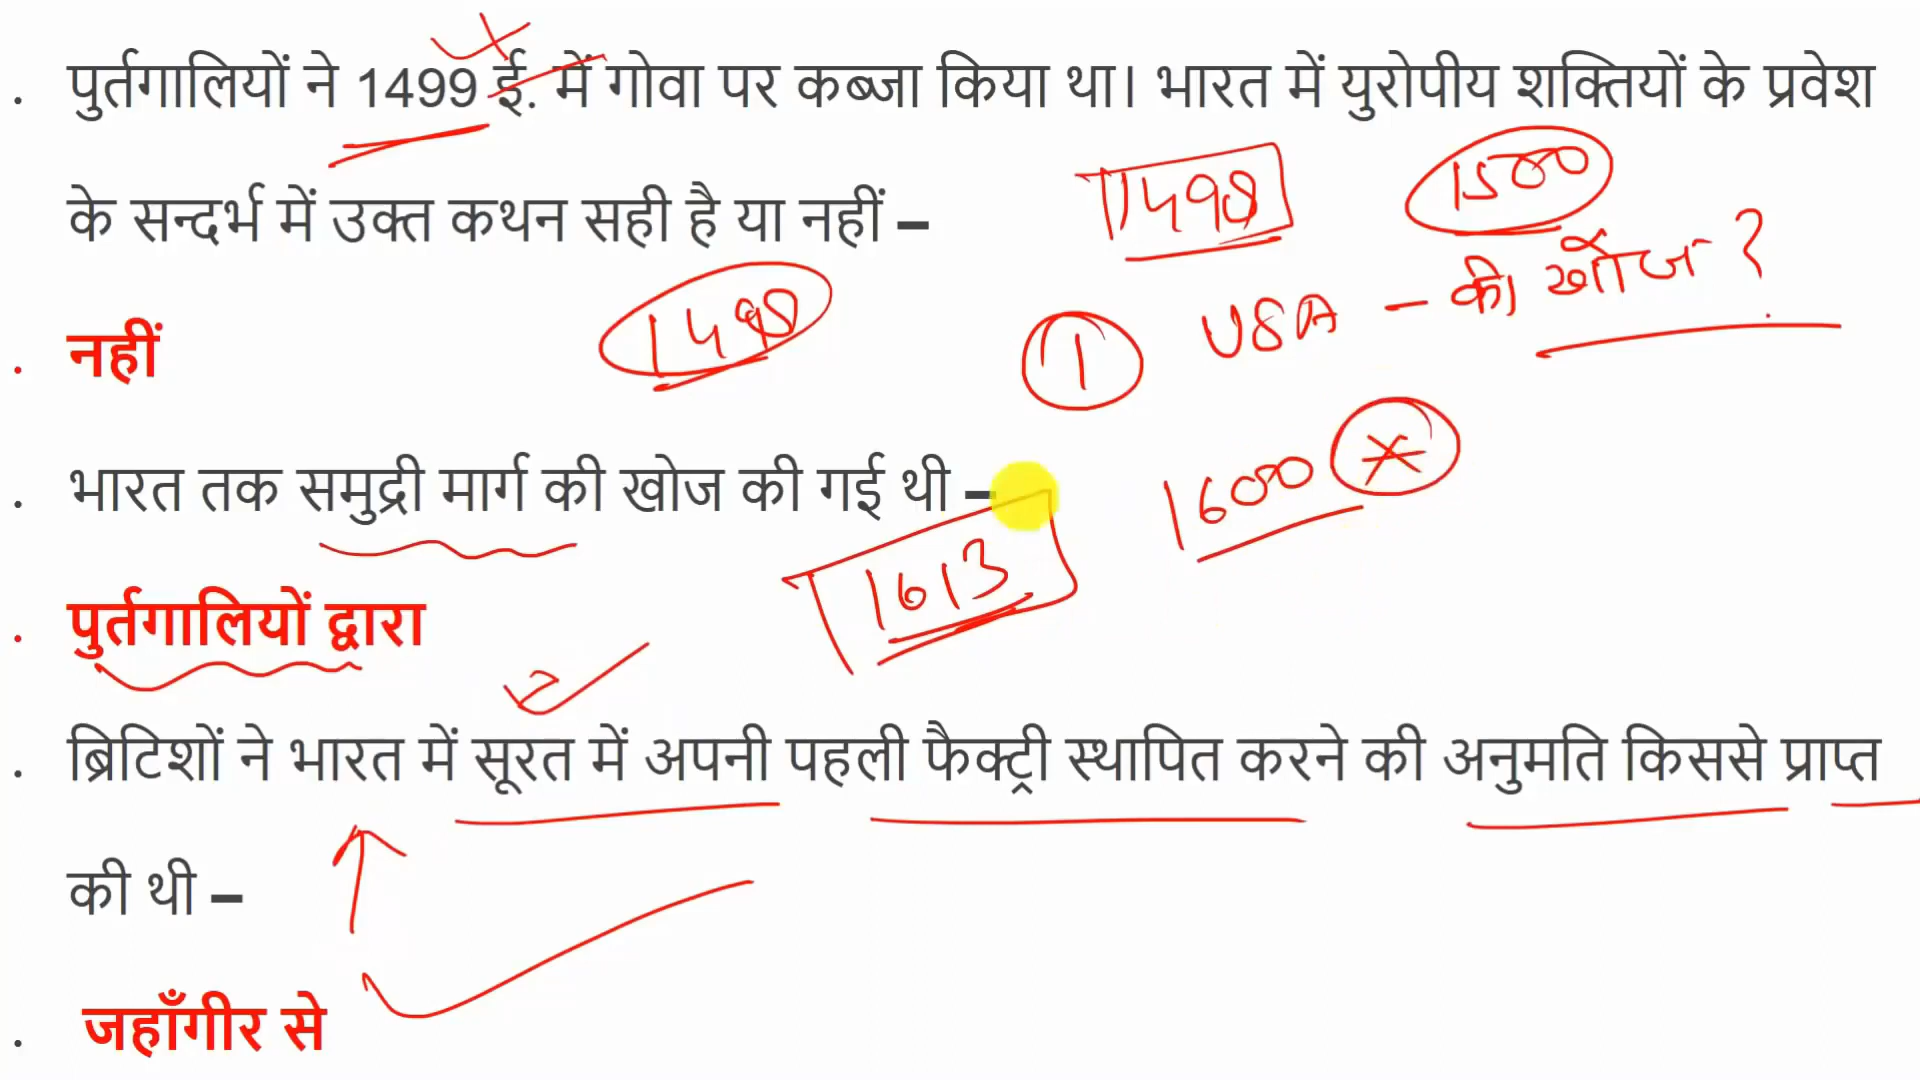 . पुर्तगालियों ने 1499 ई. में गोवा पर कब्जा किया था। भारत में युरोपीय शक्तियों के प्रवेश
1498 1500
के सन्दर्भ में उक्त कथन सही है या नहीं –
1498 1 USA – की खोज ?
. नहीं
1600
. भारत तक समुद्री मार्ग की खोज की गई थी –
1613
. पुर्तगालियों द्वारा
. ब्रिटिशों ने भारत में सूरत में अपनी पहली फैक्ट्री स्थापित करने की अनुमति किससे प्राप्त
की थी –
. जहाँगीर से